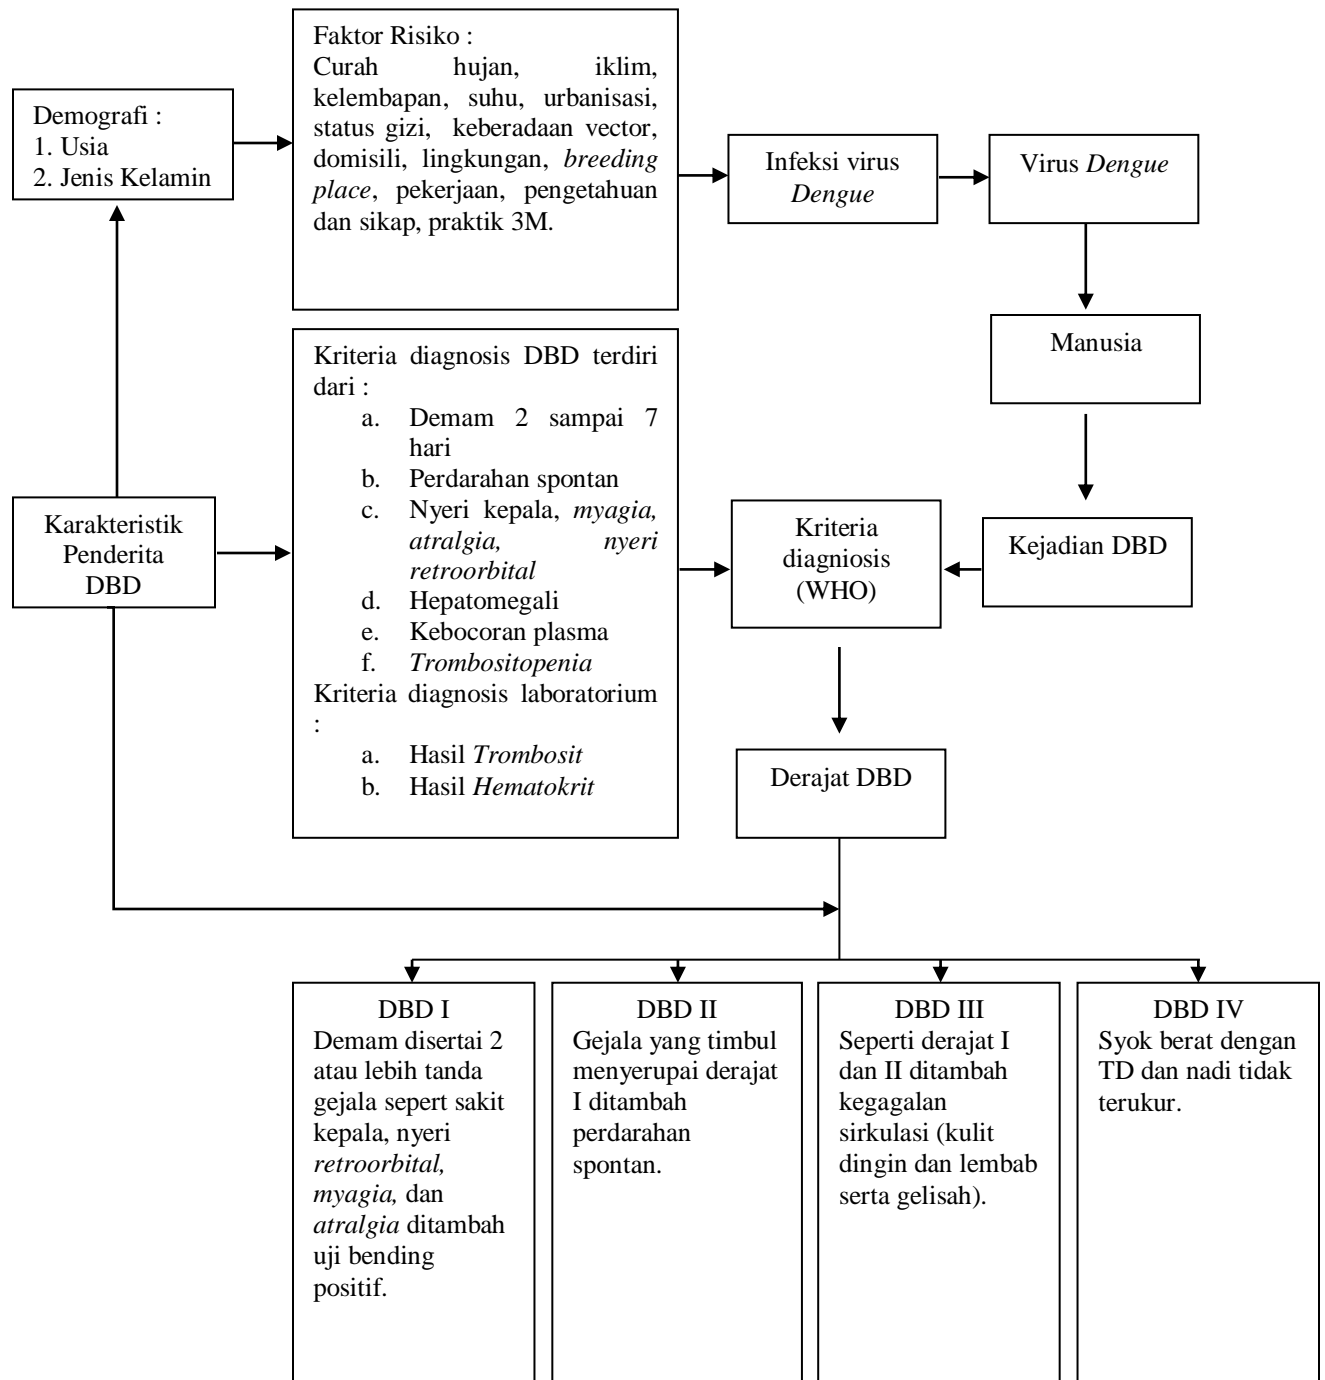 Demografi :
1. Usia
2. Jenis Kelamin
Faktor Risiko :
Curah hujan, iklim,
kelembapan, suhu, urbanisasi,
status gizi, keberadaan vector,
domisili, lingkungan, breeding
place, pekerjaan, pengetahuan
dan sikap, praktik 3M.
Infeksi virus
Dengue
Virus Dengue
Manusia
Karakteristik
Penderita
DBD
Kriteria diagnosis DBD terdiri
dari :
a. Demam 2 sampai 7
hari
b. Perdarahan spontan
c. Nyeri kepala, myagia,
atralgia, nyeri
retroorbital
d. Hepatomegali
e. Kebocoran plasma
f. Trombositopenia
Kriteria diagnosis laboratorium
:
a. Hasil Trombosit
b. Hasil Hematokrit
Kriteria
diagniosis
(WHO)
Kejadian DBD
Derajat DBD
DBD I
Demam disertai 2
atau lebih tanda
gejala sepert sakit
kepala, nyeri
retroorbital,
myagia, dan
atralgia ditambah
uji bending
positif.
DBD II
Gejala yang timbul
menyerupai derajat
I ditambah
perdarahan
spontan.
DBD III
Seperti derajat I
dan II ditambah
kegagalan
sirkulasi (kulit
dingin dan lembab
serta gelisah).
DBD IV
Syok berat dengan
TD dan nadi tidak
terukur.